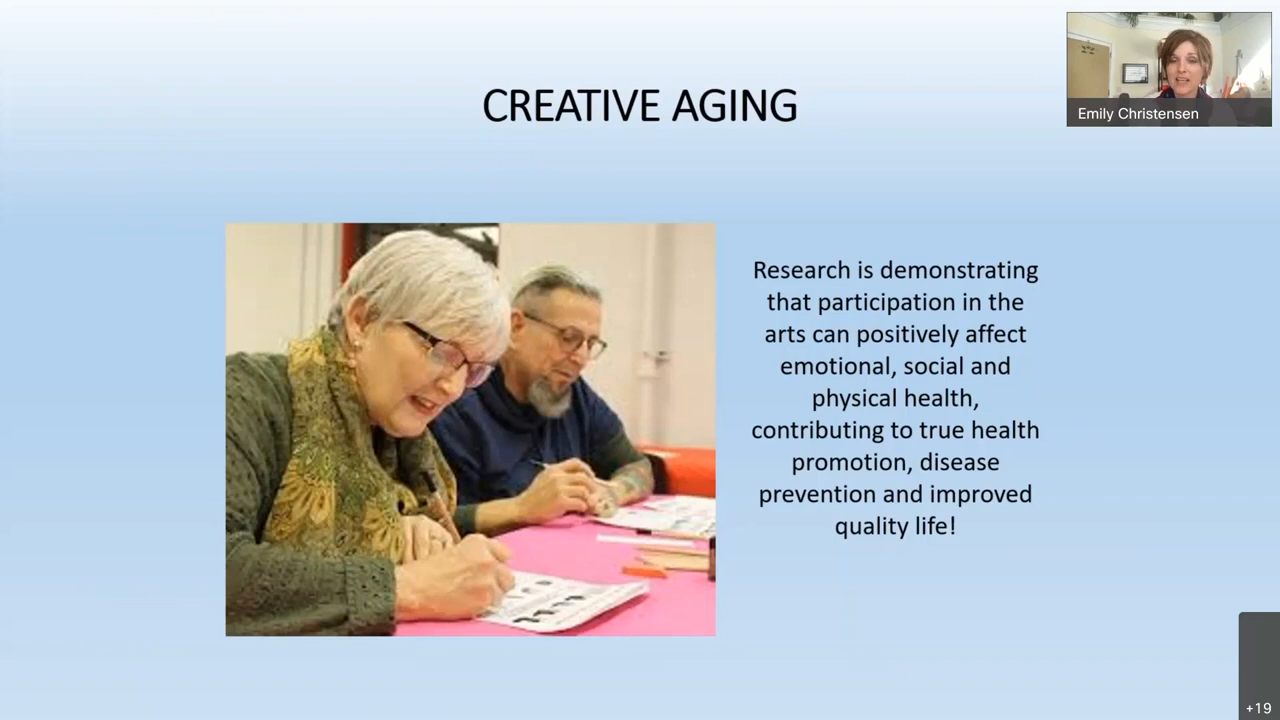 CREATIVE AGING
Emily Christensen
Research is demonstrating
that participation in the
arts can positively affect
emotional, social and
physical health,
contributing to true health
promotion, disease
prevention and improved
quality life!
+19